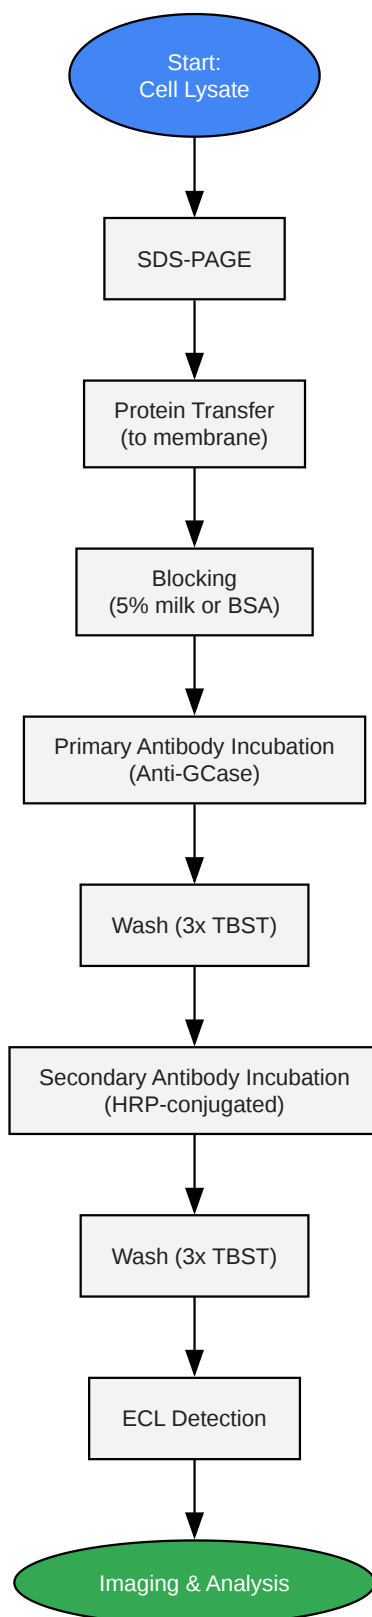 Start:
Cell Lysate
SDS-PAGE
Protein Transfer
(to membrane)
Blocking
(5% milk or BSA)
Primary Antibody Incubation
(Anti-GCase)
Wash (3x TBST)
Secondary Antibody Incubation
(HRP-conjugated)
Wash (3x TBST)
ECL Detection
Imaging & Analysis